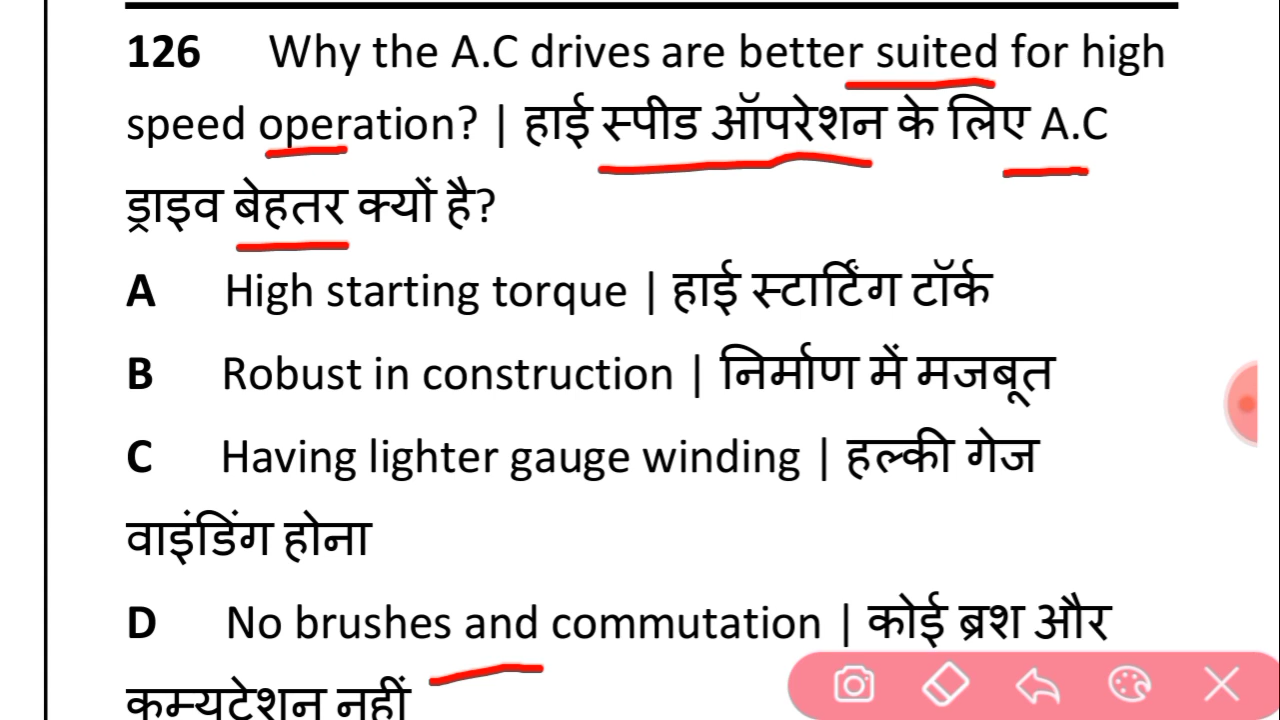 126 Why the A.C drives are better suited for high
speed operation? | हाई स्पीड ऑपरेशन के लिए A.C
ड्राइव बेहतर क्यों है?
A High starting torque | हाई स्टार्टिंग टॉर्क
B Robust in construction | निर्माण में मजबूत
C Having lighter gauge winding | हल्की गेज
वाइंडिंग होना
D No brushes and commutation | कोई ब्रश और
कम्यूटेशन नहीं